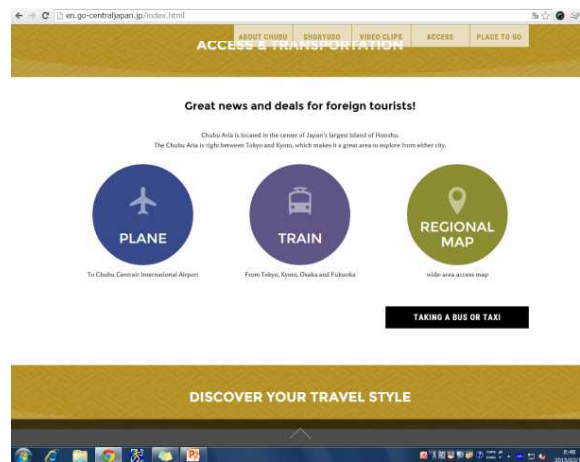 en.go-centraljapan.jp/index.html
ABOUT CHUBU SHORYUDO VIDEO CLIPS ACCESS PLACE TO GO
ACCESS & TRANSPORTATION
Great news and deals for foreign tourists!
Chubu Aria is located in the center of Japan's largest island of Honshu.
The Chubu Aria is right between Tokyo and Kyoto, which makes it a great area to explore from either city.
PLANE
TRAIN
REGIONAL
MAP
To Chubu Centrair International Airport
From Tokyo, Kyoto, Osaka and Fukuoka
wide-area access map
TAKING A BUS OR TAXI
DISCOVER YOUR TRAVEL STYLE